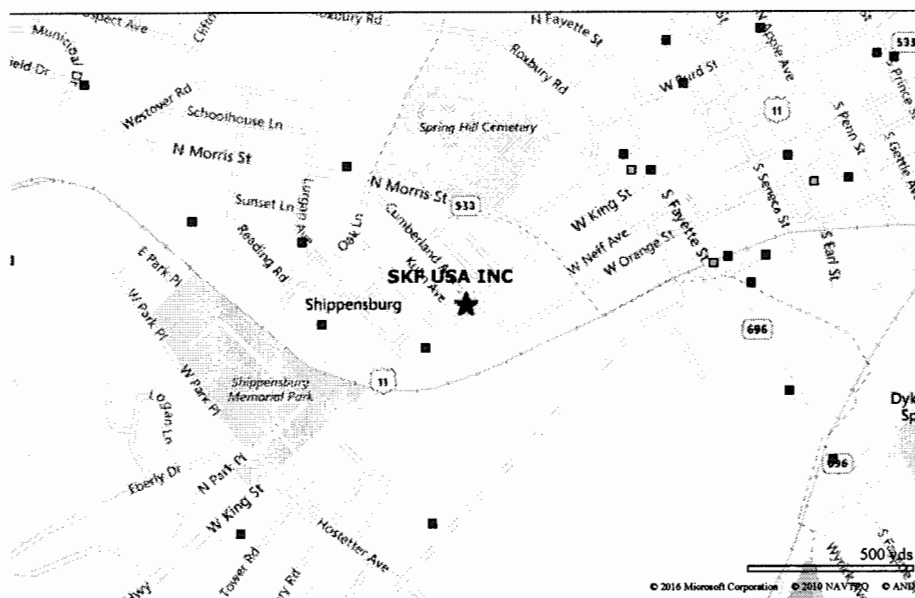 N Fayette St
Roxbury Rd
Municipal Dr
Westover Rd
Schoolhouse Ln
N Morris St
Spring Hill Cemetery
Roxbury Rd
W Burd St
N Apple Ave
11
533
S Prince St
S Penn St
S Gettle Ave
Sunset Ln
Lurgan Ave
Oak Ln
N Morris St
533
Cumberland Ave
King Ave
W King St
W Neff Ave
W Orange St
S Fayette St
S Seneca St
S Earl St
Reading Rd
E Park Pl
W Park Pl
SKF USA INC
Shippensburg
696
W Park Pl
Shippensburg
Memorial Park
11
Logan Ln
Eberly Dr
N Park Pl
W King St
Hostetter Ave
Tower Rd
696
500 yds
© 2016 Microsoft Corporation © 2010 NAVTEQ © AND